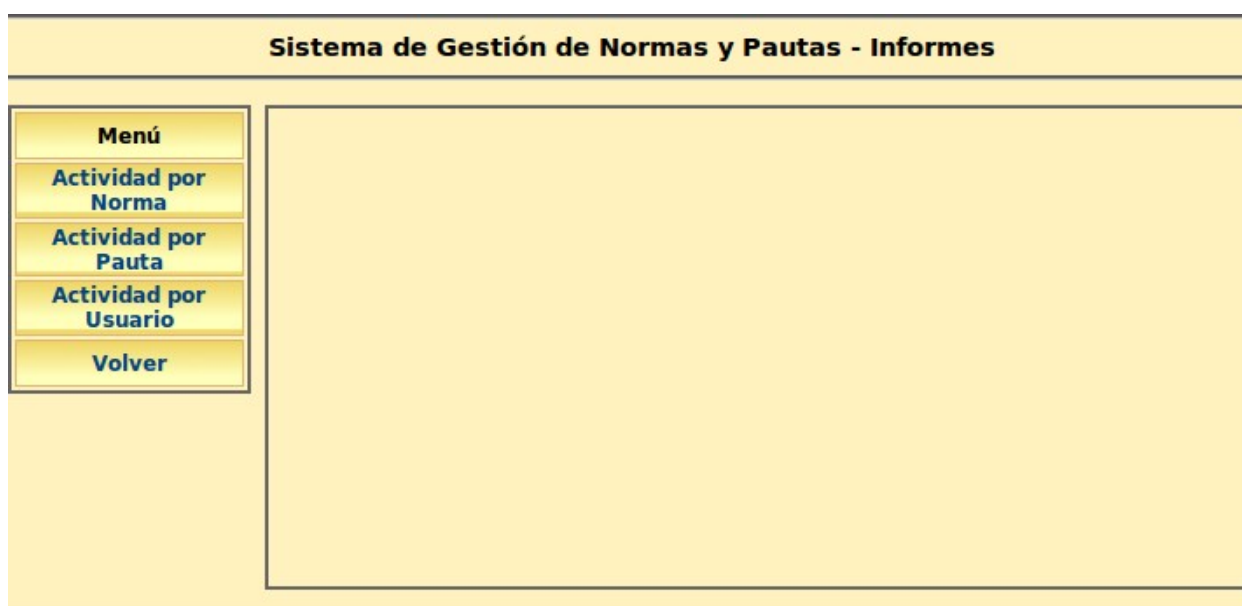 Sistema de Gestión de Normas y Pautas - Informes
Menú
Actividad por
Norma
Actividad por
Pauta
Actividad por
Usuario
Volver